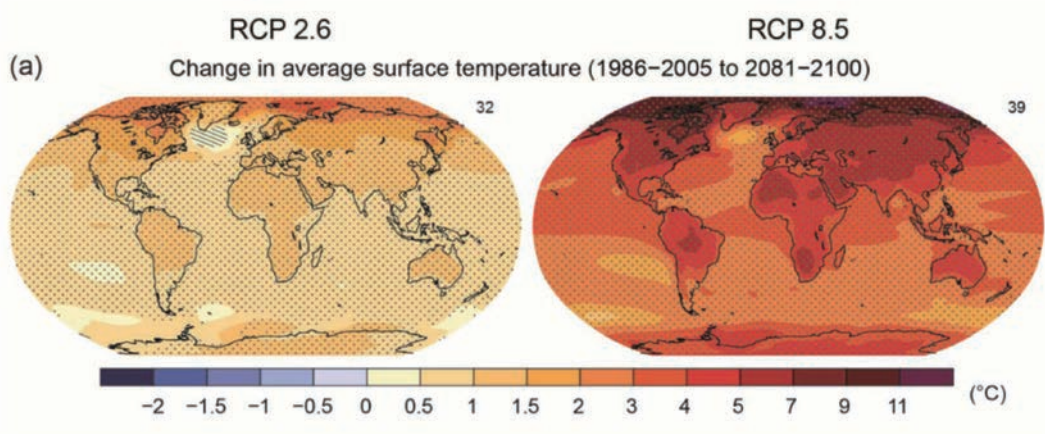 RCP 2.6 RCP 8.5
(a) Change in average surface temperature (1986−2005 to 2081−2100)
32 39
−2 −1.5 −1 −0.5 0 0.5 1 1.5 2 3 4 5 7 9 11 (°C)